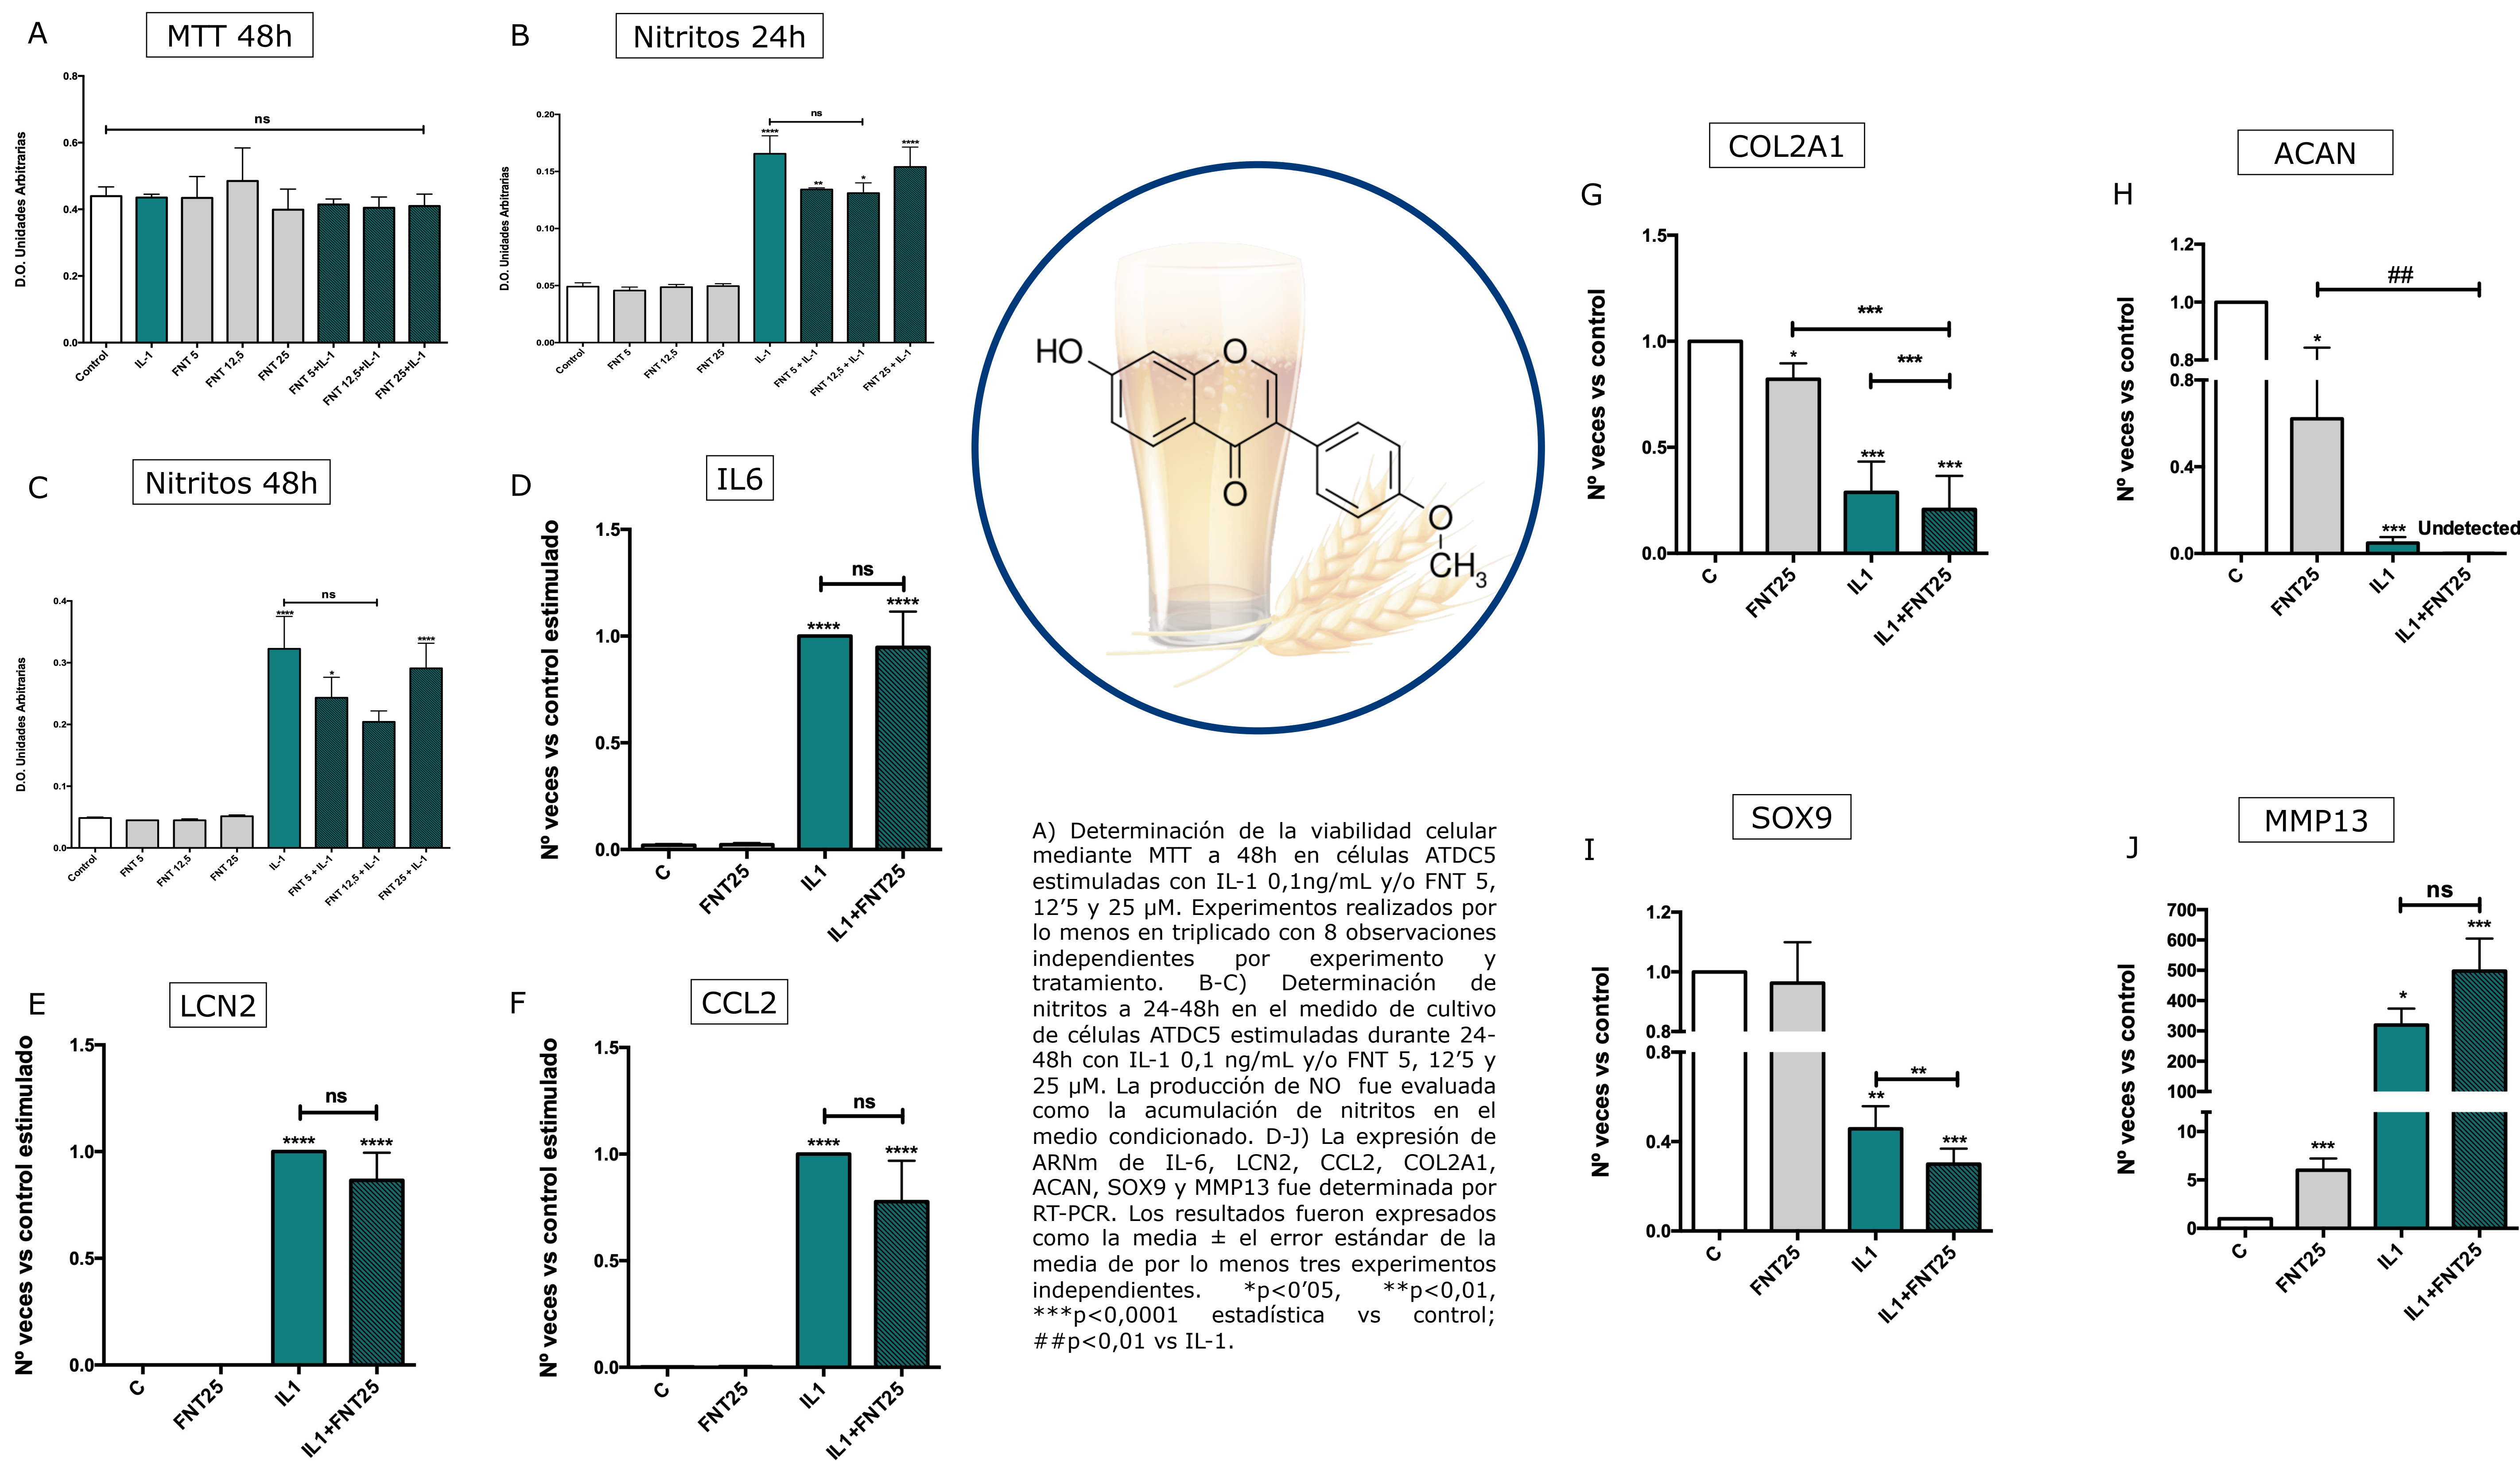 A
MTT 48h
D.O. Unidades Arbitrarias
0.8
0.6
0.4
0.2
0.0
ns
Control
IL-1
FNT 5
FNT 12,5
FNT 25
FNT 5+IL-1
FNT 12,5+IL-1
FNT 25+IL-1
B
Nitritos 24h
D.O. Unidades Arbitrarias
0.20
0.15
0.10
0.05
0.00
ns
****
**
*
****
Control
FNT 5
FNT 12,5
FNT 25
IL-1
FNT 5 + IL-1
FNT 12,5 + IL-1
FNT 25 + IL-1
C
Nitritos 48h
D.O. Unidades Arbitrarias
0.4
0.3
0.2
0.1
0.0
ns
****
*
****
Control
FNT 5
FNT 12,5
FNT 25
IL-1
FNT 5 + IL-1
FNT 12,5 + IL-1
FNT 25 + IL-1
D
IL6
Nº veces vs control estimulado
1.5
1.0
0.5
0.0
ns
****
****
C
FNT25
IL1
IL1+FNT25
E
LCN2
Nº veces vs control estimulado
1.5
1.0
0.5
0.0
ns
****
****
C
FNT25
IL1
IL1+FNT25
F
CCL2
Nº veces vs control estimulado
1.5
1.0
0.5
0.0
ns
****
****
C
FNT25
IL1
IL1+FNT25
HO
O
O
O
CH3
A) Determinación de la viabilidad celular
mediante MTT a 48h en células ATDC5
estimuladas con IL-1 0,1ng/mL y/o FNT 5,
12’5 y 25 µM. Experimentos realizados por
lo menos en triplicado con 8 observaciones
independientes por experimento y
tratamiento. B-C) Determinación de
nitritos a 24-48h en el medido de cultivo
de células ATDC5 estimuladas durante 24-
48h con IL-1 0,1 ng/mL y/o FNT 5, 12’5 y
25 µM. La producción de NO fue evaluada
como la acumulación de nitritos en el
medio condicionado. D-J) La expresión de
ARNm de IL-6, LCN2, CCL2, COL2A1,
ACAN, SOX9 y MMP13 fue determinada por
RT-PCR. Los resultados fueron expresados
como la media ± el error estándar de la
media de por lo menos tres experimentos
independientes. *p<0’05, **p<0,01,
***p<0,0001 estadística vs control;
##p<0,01 vs IL-1.
G
COL2A1
Nº veces vs control
1.5
1.0
0.5
0.0
***
***
*
***
***
C
FNT25
IL1
IL1+FNT25
H
ACAN
Nº veces vs control
1.2
1.0
0.8
0.8
0.4
0.0
##
*
***
Undetected
C
FNT25
IL1
IL1+FNT25
I
SOX9
Nº veces vs control
1.2
1.0
0.8
0.8
0.4
0.0
**
**
***
C
FNT25
IL1
IL1+FNT25
J
MMP13
Nº veces vs control
700
600
500
400
300
200
100
10
5
0
ns
***
*
***
C
FNT25
IL1
IL1+FNT25